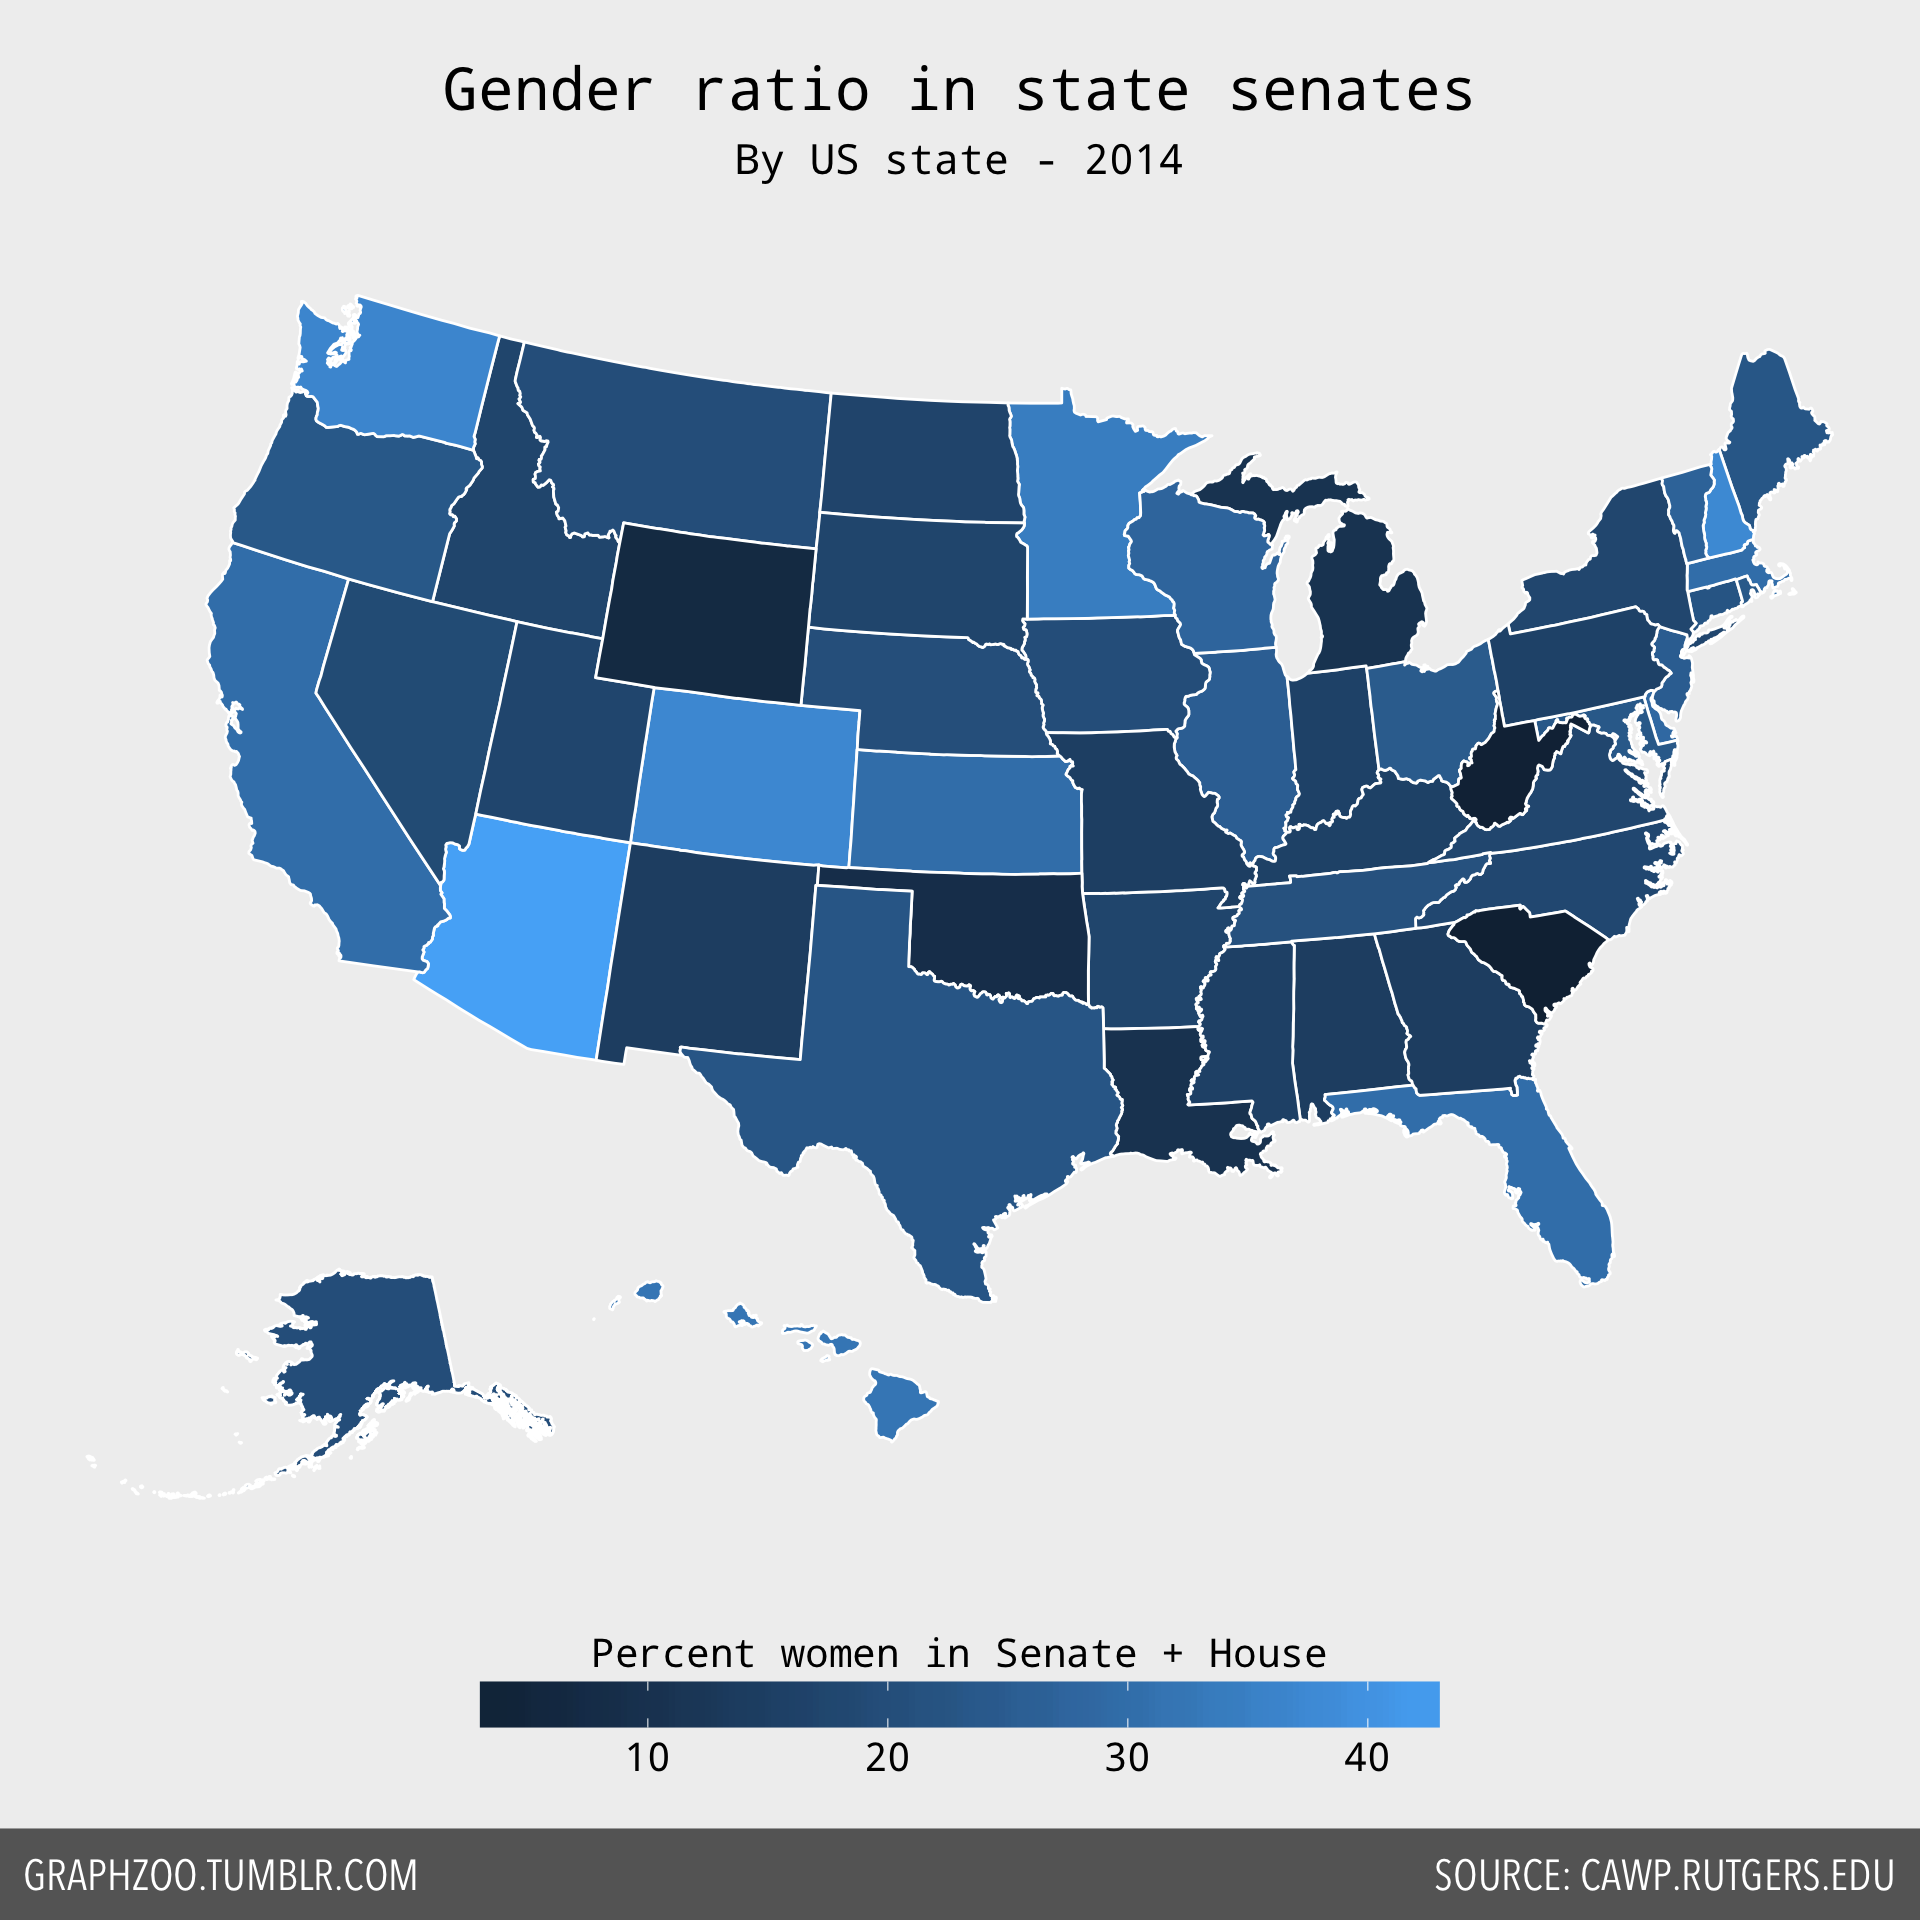 Gender ratio in state senates
By US state - 2014
Percent women in Senate + House
10 20 30 40
GRAPHZOO.TUMBLR.COM
SOURCE: CAWP.RUTGERS.EDU